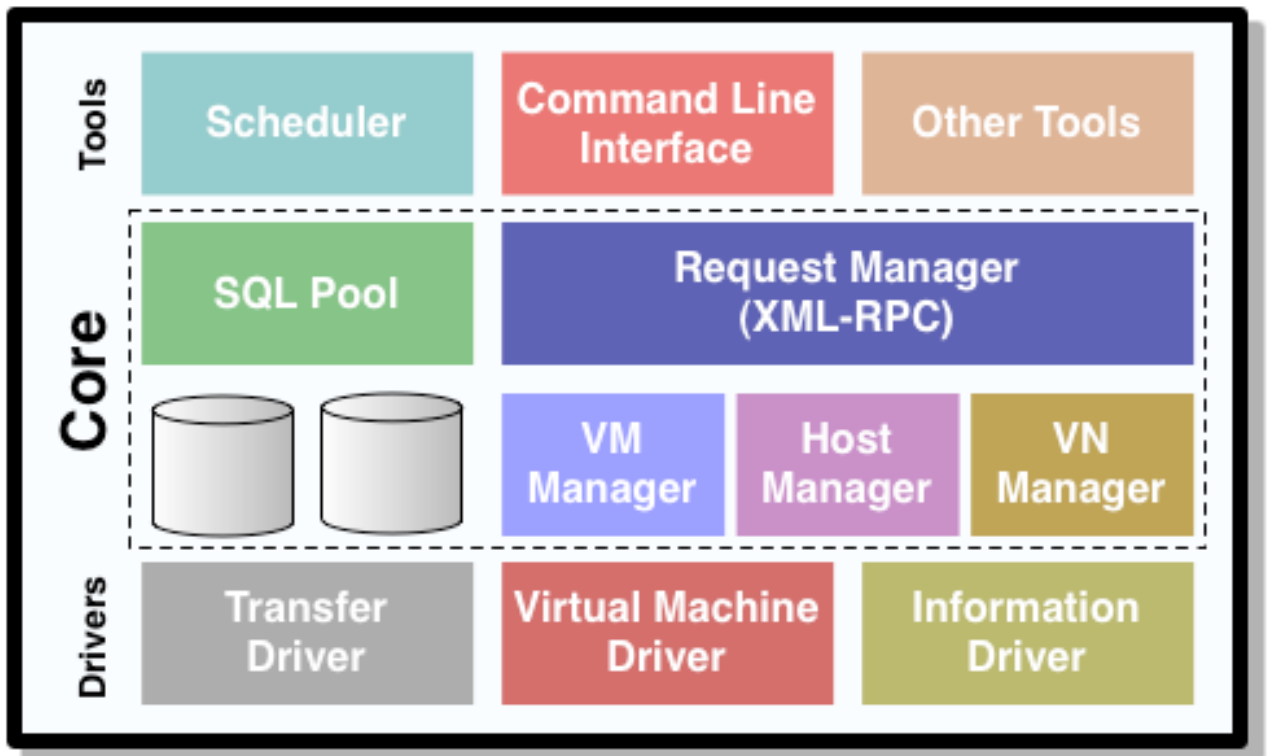 Tools
Scheduler
Command Line
Interface
Other Tools
Core
SQL Pool
Request Manager
(XML-RPC)
VM
Manager
Host
Manager
VN
Manager
Drivers
Transfer
Driver
Virtual Machine
Driver
Information
Driver